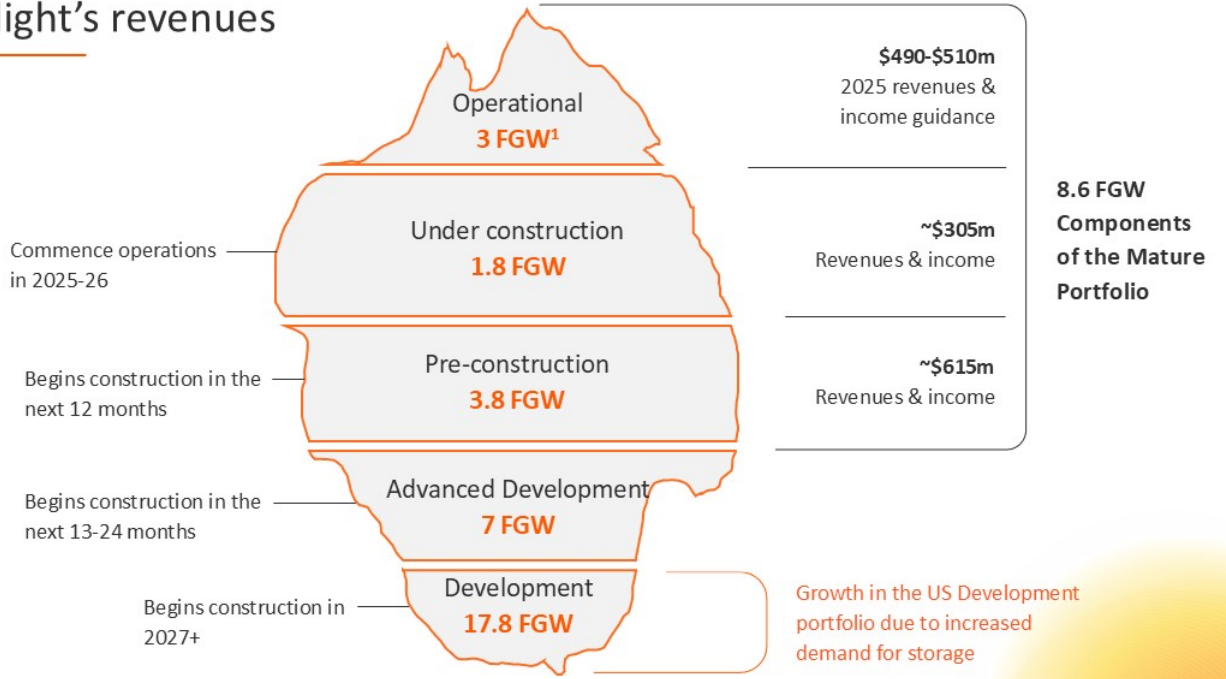 light's revenues
Operational
3 FGW¹
$490-$510m
2025 revenues &
income guidance
Commence operations
in 2025-26
Under construction
1.8 FGW
~$305m
Revenues & income
8.6 FGW
Components
of the Mature
Portfolio
Begins construction in the
next 12 months
Pre-construction
3.8 FGW
~$615m
Revenues & income
Begins construction in the
next 13-24 months
Advanced Development
7 FGW
Begins construction in
2027+
Development
17.8 FGW
Growth in the US Development
portfolio due to increased
demand for storage